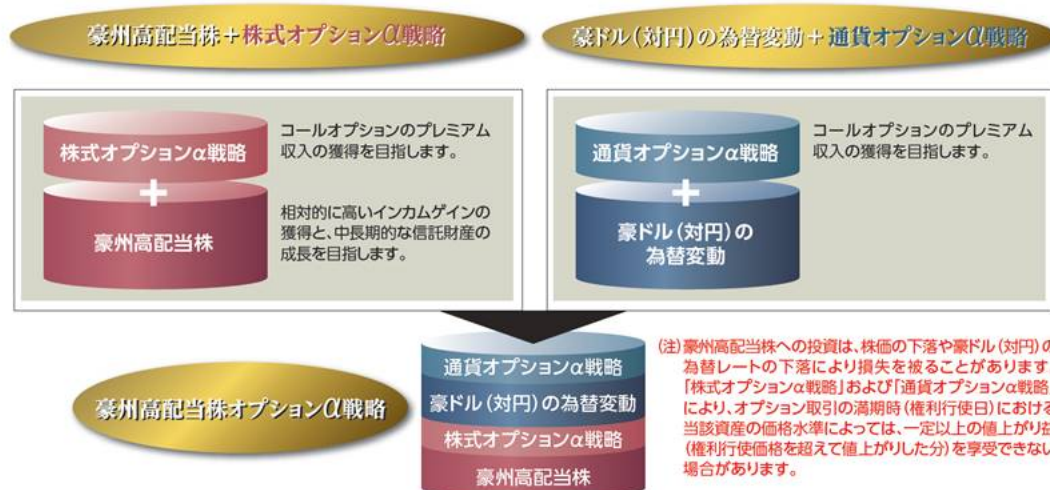 豪州高配当株+株式オプションα戦略
豪ドル(対円)の為替変動+通貨オプションα戦略
株式オプションα戦略
+
豪州高配当株
コールオプションのプレミアム
収入の獲得を目指します。
相対的に高いインカムゲインの
獲得と、中長期的な信託財産の
成長を目指します。
通貨オプションα戦略
+
豪ドル(対円)の
為替変動
コールオプションのプレミアム
収入の獲得を目指します。
豪州高配当株オプションα戦略
通貨オプションα戦略
豪ドル(対円)の為替変動
株式オプションα戦略
豪州高配当株
(注)豪州高配当株への投資は、株価の下落や豪ドル(対円)の
為替レートの下落により損失を被ることがあります
「株式オプションα戦略」および「通貨オプションα戦略
により、オプション取引の満期時(権利行使日)における
当該資産の価格水準によっては、一定以上の値上がり益
(権利行使価格を超えて値上がりした分)を享受できない
場合があります。